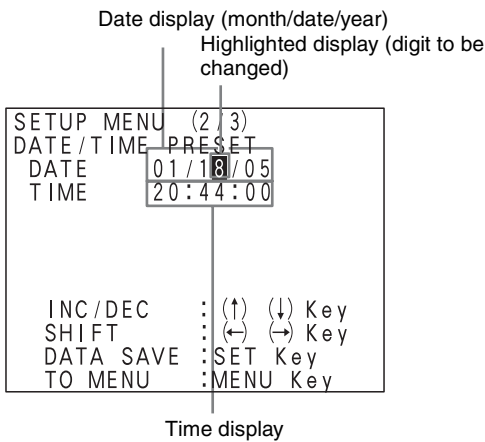 Date display (month/date/year)
Highlighted display (digit to be
changed)
SETUP MENU (2/3)
DATE/TIME PRESET
DATE 01/18/05
TIME 20:44:00
INC/DEC : (↑) (↓) Key
SHIFT : (←) (→) Key
DATA SAVE :SET Key
TO MENU :MENU Key
Time display